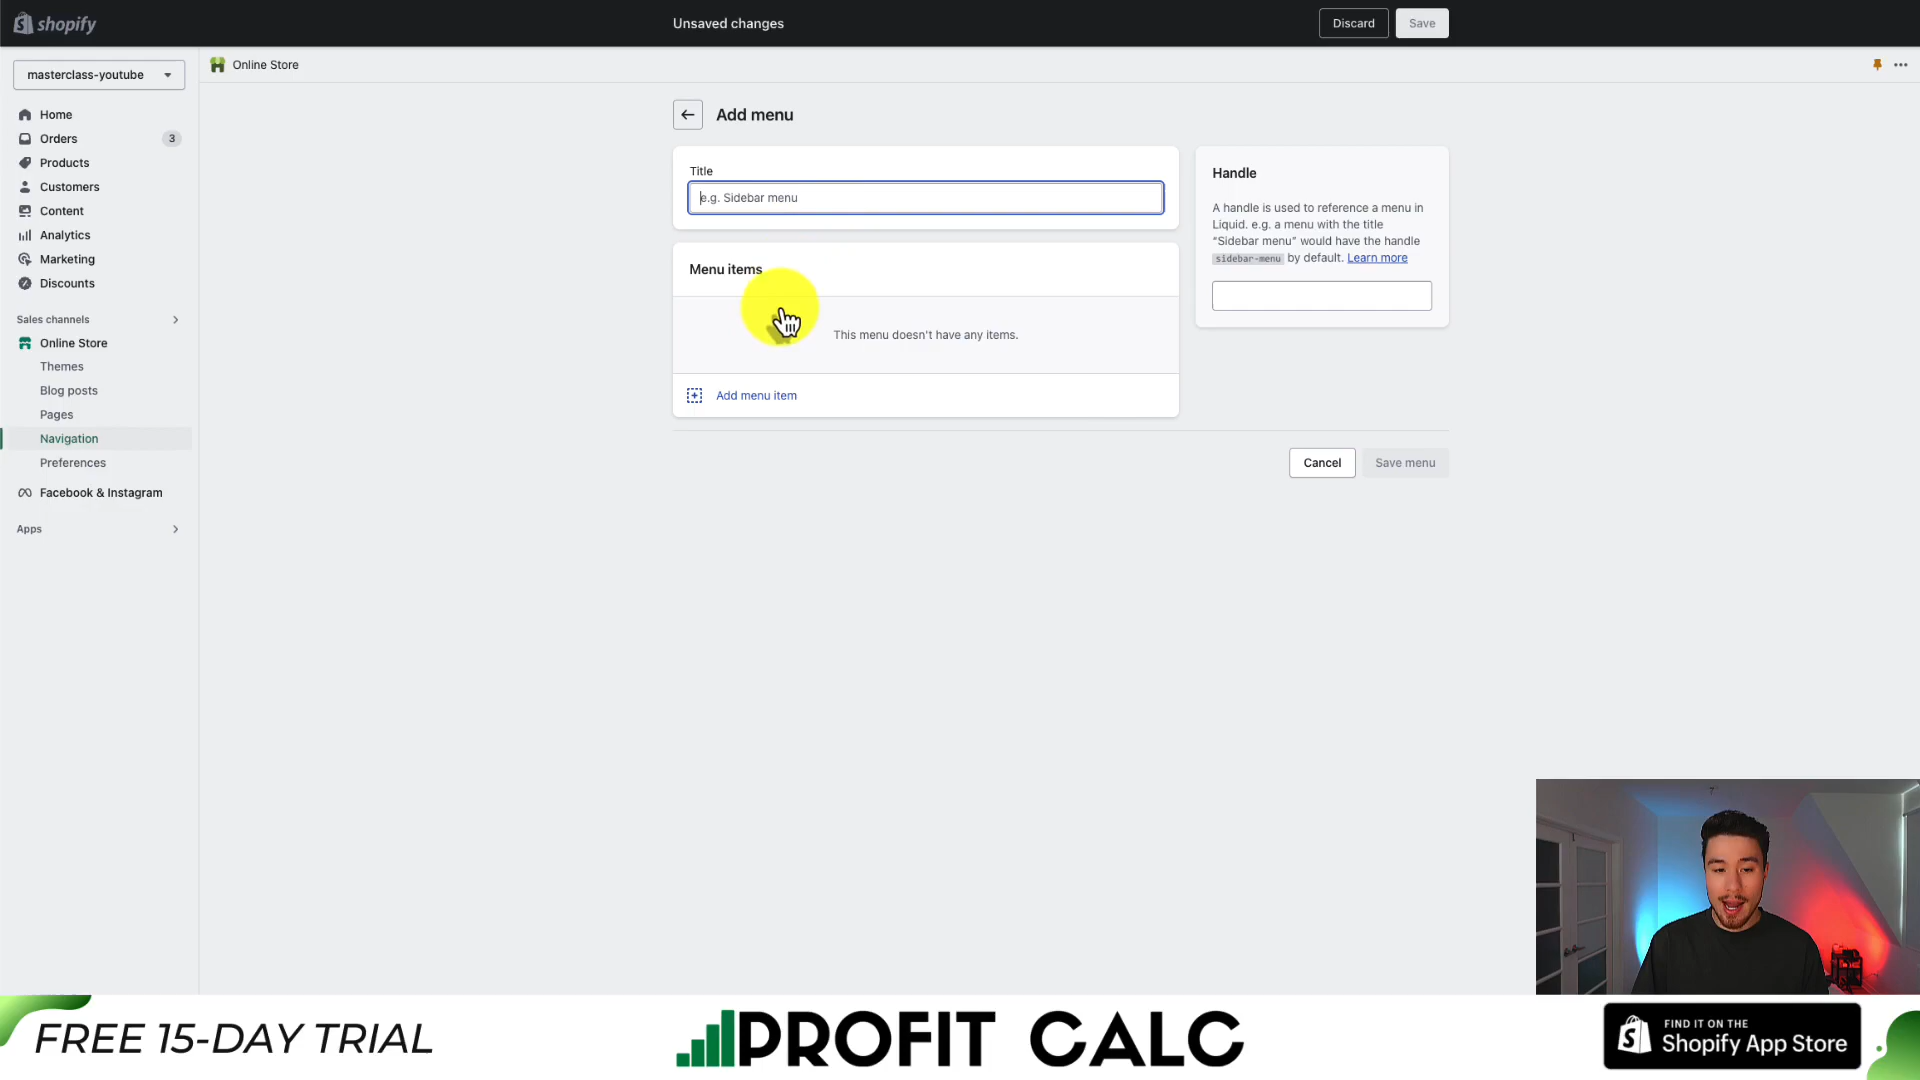 shopify
Unsaved changes
Discard
Save
masterclass-youtube
Online Store
Home
Orders
3
Products
Customers
Content
Analytics
Marketing
Discounts
Sales channels
Online Store
Themes
Blog posts
Pages
Navigation
Preferences
Facebook & Instagram
Apps
Add menu
Title
e.g. Sidebar menu
Menu items
This menu doesn't have any items.
Add menu item
Handle
A handle is used to reference a menu in
Liquid. e.g. a menu with the title
“Sidebar menu” would have the handle
sidebar-menu by default. Learn more
Cancel
Save menu
FREE 15-DAY TRIAL
PROFIT CALC
FIND IT ON THE
Shopify App Store